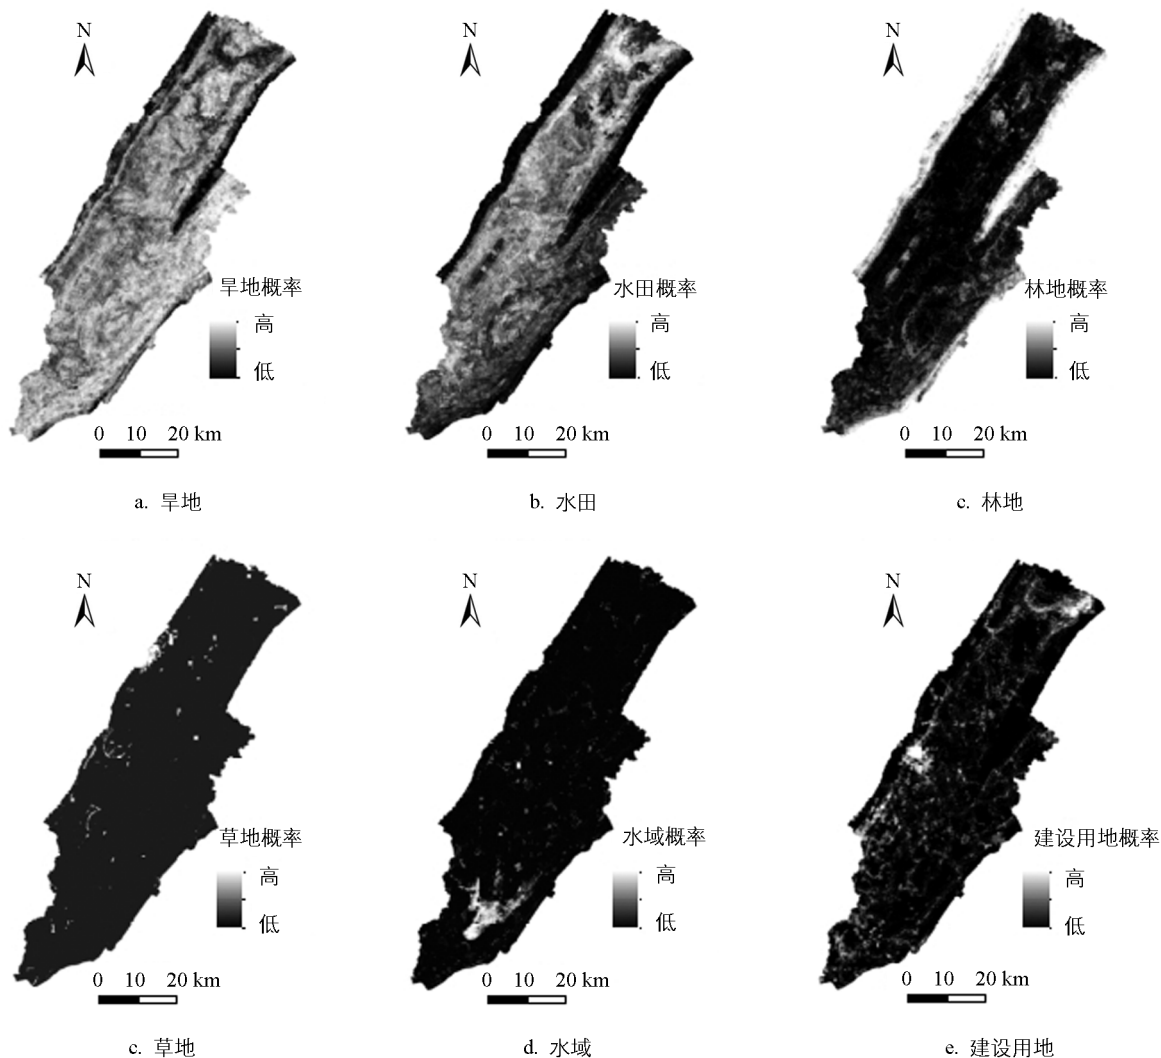 N
N
N
旱地概率
高
低
水田概率
高
低
林地概率
高
低
0 10 20 km
0 10 20 km
0 10 20 km
a. 旱地
b. 水田
c. 林地
N
N
N
草地概率
高
低
水域概率
高
低
建设用地概率
高
低
0 10 20 km
0 10 20 km
0 10 20 km
c. 草地
d. 水域
e. 建设用地